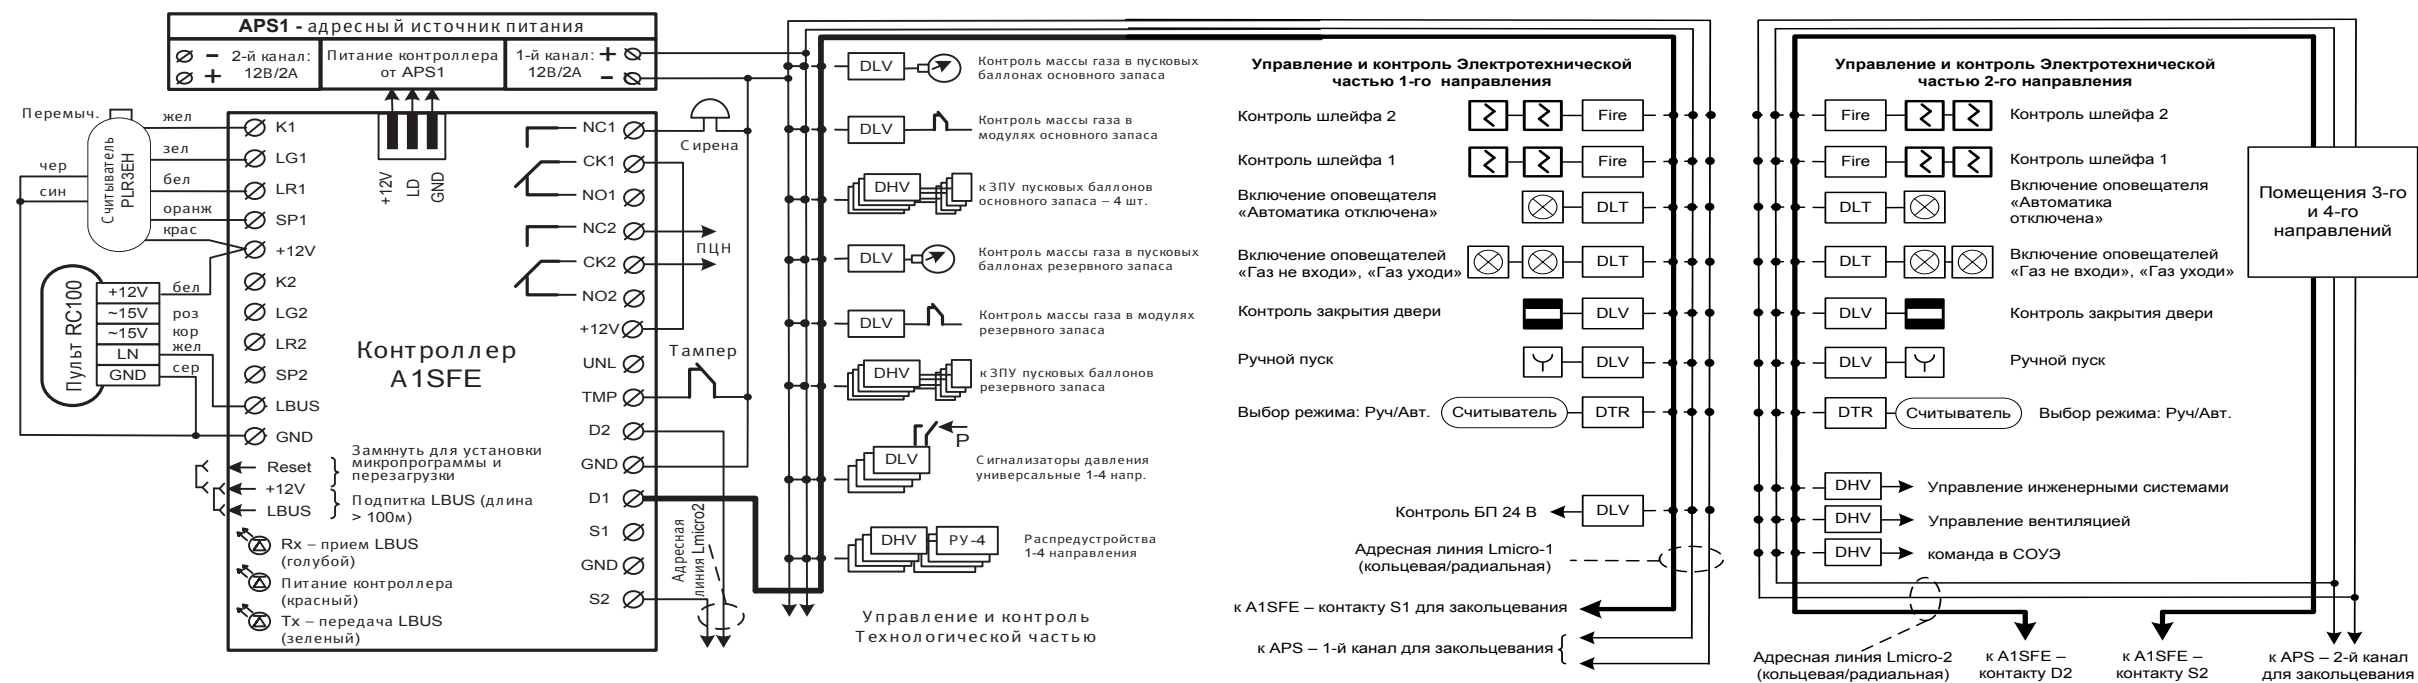 APS1 - адресный источник питания
2-й канал:
12В/2А
Питание контроллера
от APS1
1-й канал:
12В/2А
− +
+ −
Перемыч.
Считыватель
PLR3EH
жел
зел
бел
оранж
крас
чер
син
K1
LG1
LR1
SP1
+12V
K2
LG2
LR2
SP2
LBUS
GND
Пульт RC100
+12V
~15V
~15V
LN
GND
бел
роз
кор
жел
сер
Reset
+12V
LBUS
Замкнуть для установки
микропрограммы и
перезагрузки
Подпитка LBUS (длина
> 100м)
Rx – прием LBUS
(голубой)
Питание контроллера
(красный)
Tx – передача LBUS
(зеленый)
+12V
LD
GND
Контроллер
A1SFE
NC1
CK1
NO1
NC2
CK2
NO2
+12V
UNL
TMP
D2
GND
D1
S1
GND
S2
Сирена
ПЦН
Тампер
Адресная
линия Lmicro2
DLV
Контроль массы газа в пусковых
баллонах основного запаса
DLV
Контроль массы газа в
модулях основного запаса
DHV
к ЗПУ пусковых баллонов
основного запаса – 4 шт.
DLV
Контроль массы газа в пусковых
баллонах резервного запаса
DLV
Контроль массы газа в модулях
резервного запаса
DHV
к ЗПУ пусковых баллонов
резервного запаса
P
DLV
Сигнализаторы давления
универсальные 1-4 напр.
DHV
РУ-4
Распредустройства
1-4 направления
Управление и контроль
Технологической частью
Управление и контроль Электротехнической
частью 1-го направления
Контроль шлейфа 2
Fire
Контроль шлейфа 1
Fire
Включение оповещателя
«Автоматика отключена»
DLT
Включение оповещателей
«Газ не входи», «Газ уходи»
DLT
Контроль закрытия двери
DLV
Ручной пуск
DLV
Выбор режима: Руч/Авт.
Считыватель
DTR
Контроль БП 24 В
DLV
Адресная линия Lmicro-1
(кольцевая/радиальная)
к A1SFE – контакту S1 для закольцевания
к APS – 1-й канал для закольцевания
Управление и контроль Электротехнической
частью 2-го направления
Fire
Контроль шлейфа 2
Fire
Контроль шлейфа 1
DLT
Включение оповещателя
«Автоматика
отключена»
DLT
Включение оповещателей
«Газ не входи», «Газ уходи»
DLV
Контроль закрытия двери
DLV
Ручной пуск
DTR
Считыватель
Выбор режима: Руч/Авт.
DHV
Управление инженерными системами
DHV
Управление вентиляцией
DHV
команда в СОУЭ
Помещения 3-го
и 4-го
направлений
Адресная линия Lmicro-2
(кольцевая/радиальная)
к A1SFE –
контакту D2
к A1SFE –
контакту S2
к APS – 2-й канал
для закольцевания